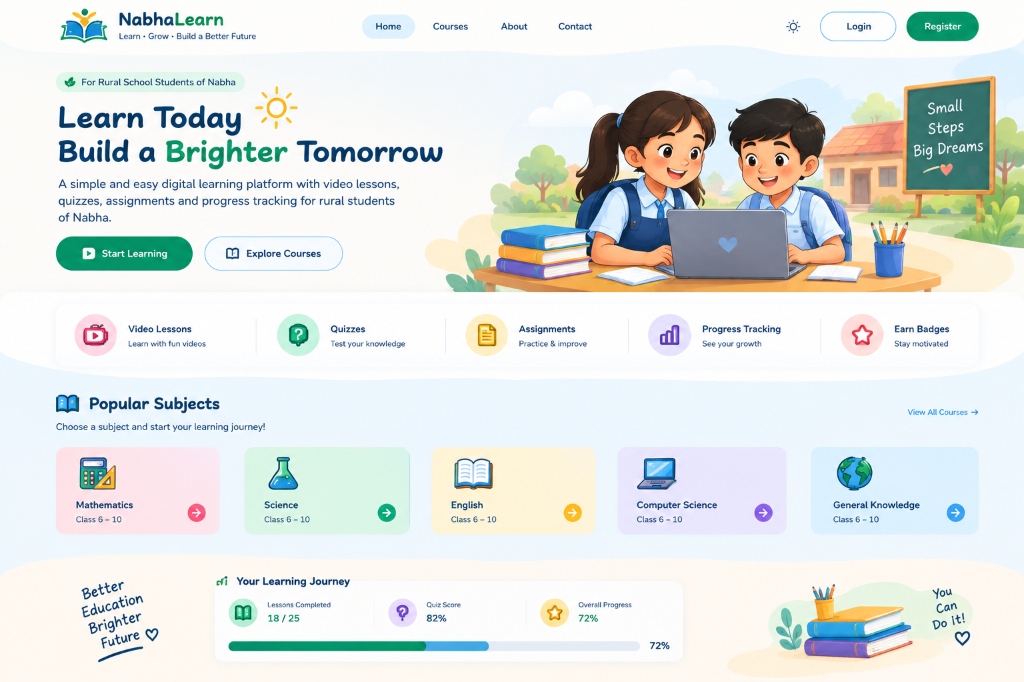 NabhaLearn
Learn • Grow • Build a Better Future
Home
Courses
About
Contact
Login
Register
For Rural School Students of Nabha
Learn Today
Build a Brighter Tomorrow
A simple and easy digital learning platform with video lessons,
quizzes, assignments and progress tracking for rural students
of Nabha.
Start Learning
Explore Courses
Small
Steps
Big Dreams
Video Lessons
Learn with fun videos
Quizzes
Test your knowledge
Assignments
Practice & improve
Progress Tracking
See your growth
Earn Badges
Stay motivated
Popular Subjects
Choose a subject and start your learning journey!
View All Courses →
Mathematics
Class 6 – 10
Science
Class 6 – 10
English
Class 6 – 10
Computer Science
Class 6 – 10
General Knowledge
Class 6 – 10
Better
Education
Brighter
Future
Your Learning Journey
Lessons Completed
18 / 25
Quiz Score
82%
Overall Progress
72%
72%
You
Can
Do it!